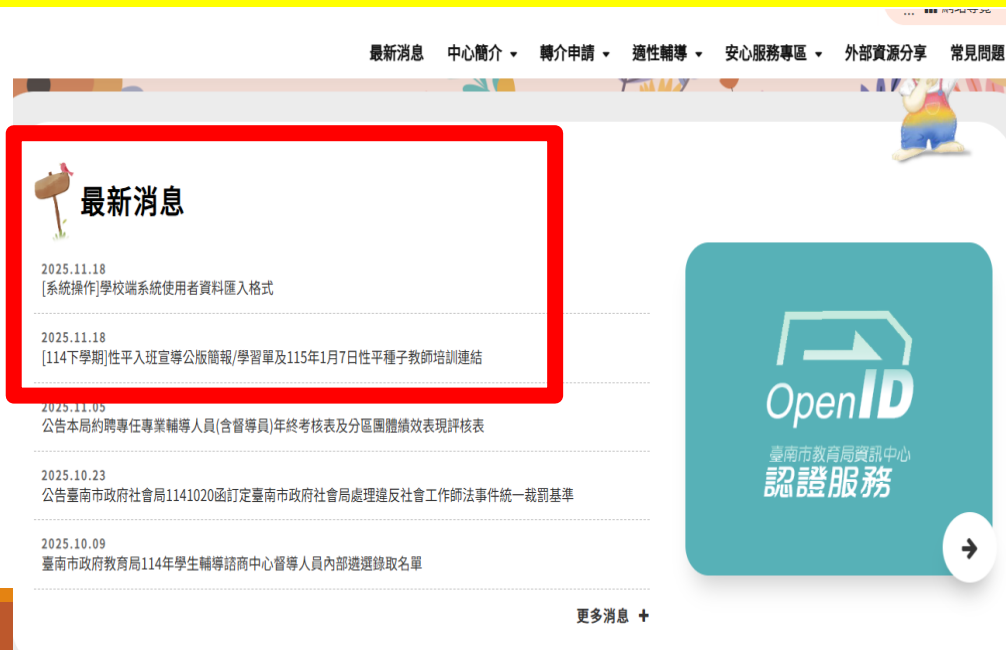 最新消息 中心簡介 轉介申請 適性輔導 安心服務專區 外部資源分享 常見問題
最新消息
2025.11.18
[系統操作]學校端系統使用者資料匯入格式
2025.11.18
[114下學期]性平入班宣導公版簡報/學習單及115年1月7日性平種子教師培訓連結
2025.11.05
公告本局約聘專任專業輔導人員(含督導員)年終考核表及分區團體績效表現評核表
2025.10.23
公告臺南市政府社會局1141020函訂定臺南市政府社會局處理違反社會工作師法事件統一裁罰基準
2025.10.09
臺南市政府教育局114年學生輔導諮商中心督導人員內部遴選錄取名單
更多消息 +
OpenID
臺南市教育局資訊中心
認證服務